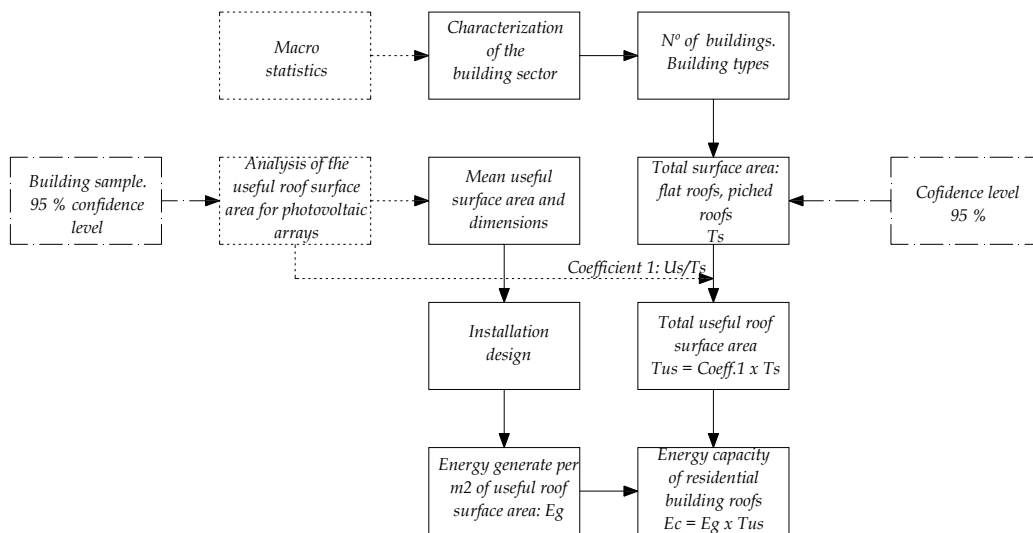 Macro
statistics
Characterization
of the
building sector
Nº of buildings.
Building types
Building sample.
95 % confidence
level
Analysis of the
useful roof surface
area for photovoltaic
arrays
Mean useful
surface area and
dimensions
Total surface area:
flat roofs, piched
roofs
Ts
Cofidence level
95 %
Coefficient 1: Us/Ts
Installation
design
Total useful roof
surface area
Tus = Coeff.1 x Ts
Energy generate per
m2 of useful roof
surface area: Eg
Energy capacity
of residential
building roofs
Ec = Eg x Tus